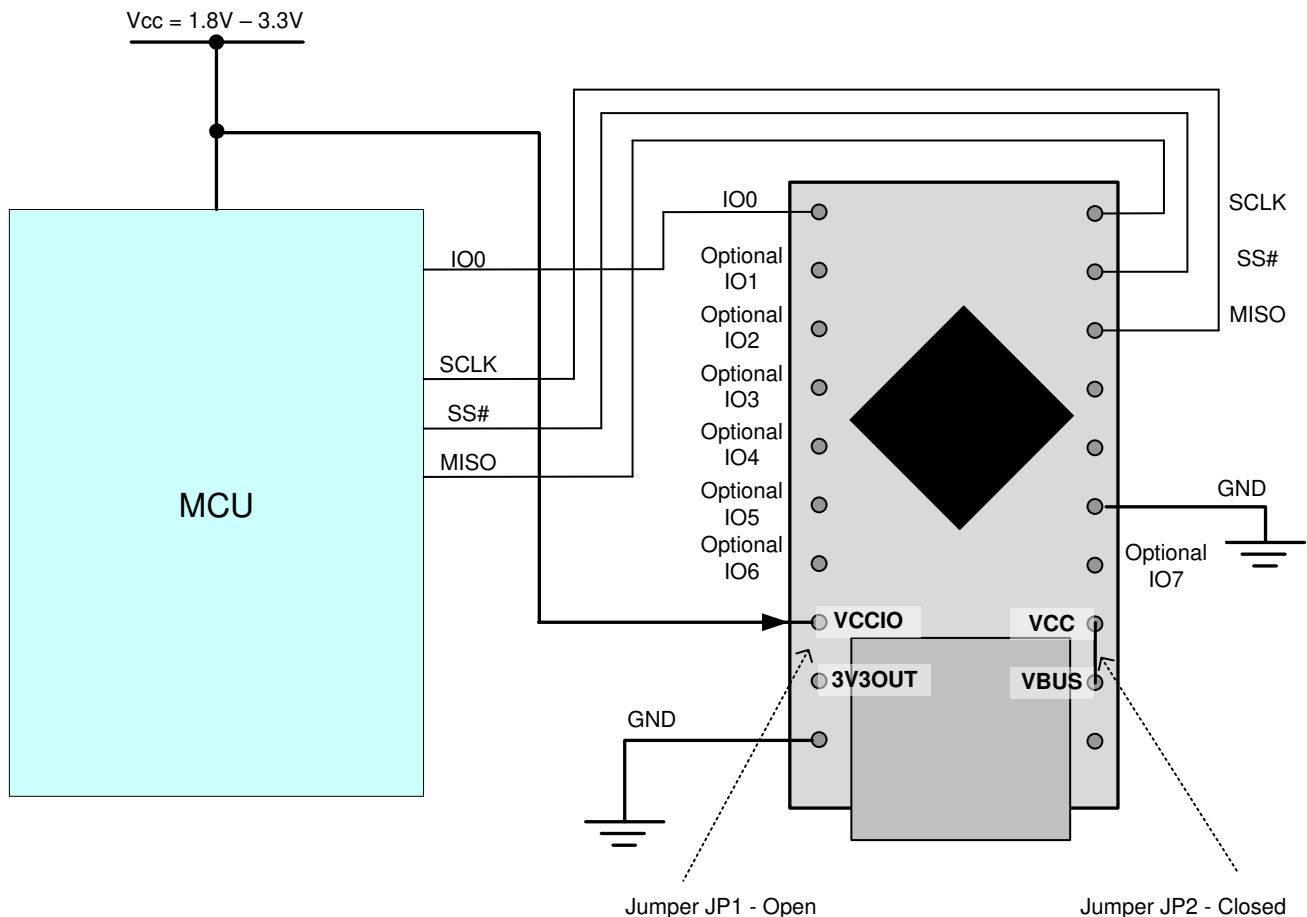 Vcc = 1.8V – 3.3V
IO0
SCLK
SS#
MISO
MCU
IO0
Optional
IO1
Optional
IO2
Optional
IO3
Optional
IO4
Optional
IO5
Optional
IO6
SCLK
SS#
MISO
GND
Optional
IO7
VCCIO
VCC
3V3OUT
VBUS
GND
Jumper JP1 - Open
Jumper JP2 - Closed